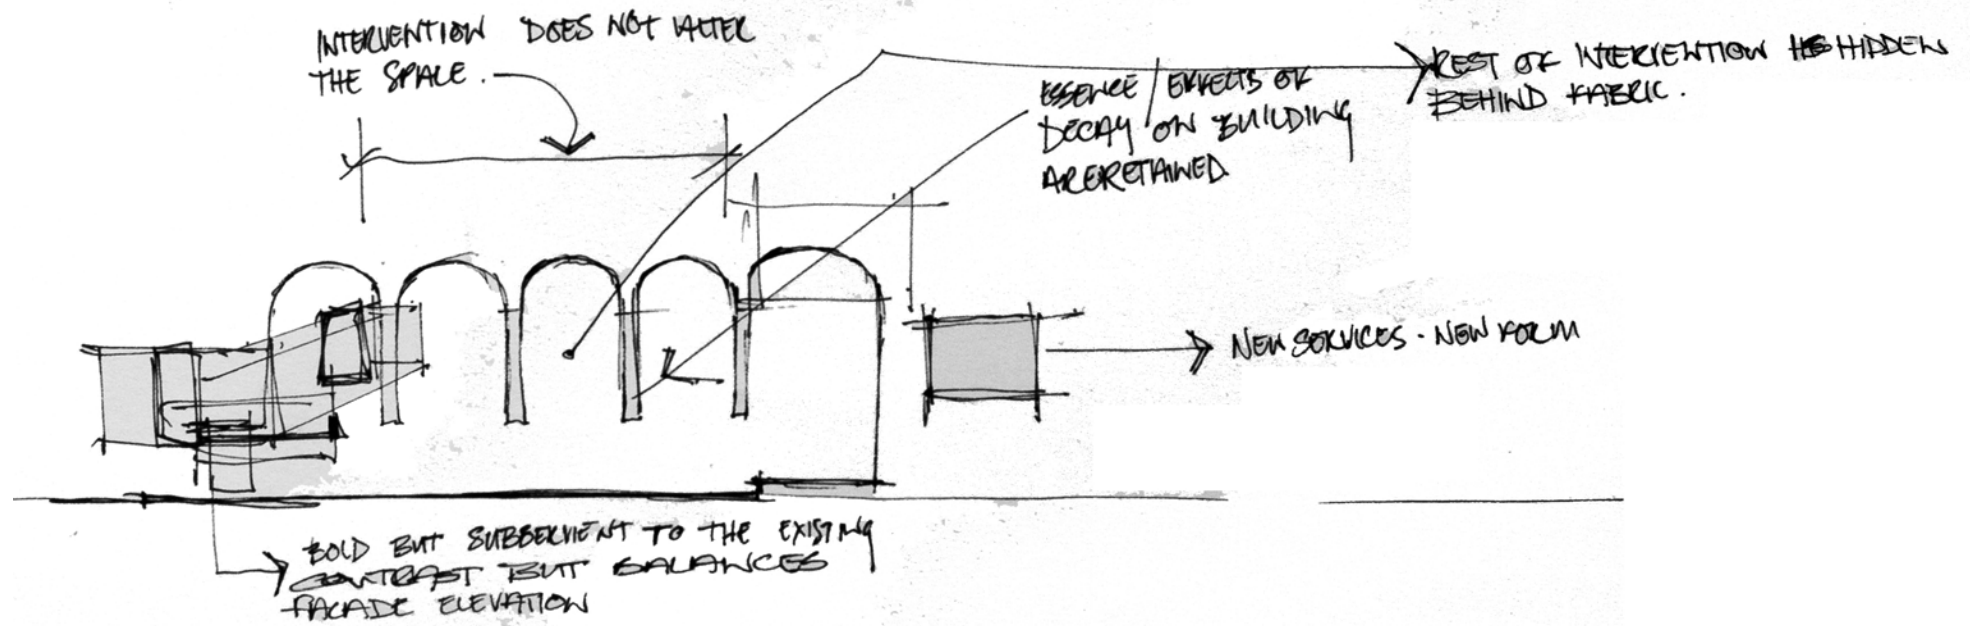 INTERVENTION DOES NOT ALTER
THE SPACE.
ESSENCE / EFFECTS OF
DECAY ON BUILDING
ARE RETAINED.
REST OF INTERVENTION IS HIDDEN
BEHIND FABRIC.
NEW SERVICES. NEW FORM
BOLD BUT SUBSERVIENT TO THE EXISTING
CONTRAST BUT BALANCES
FACADE ELEVATION